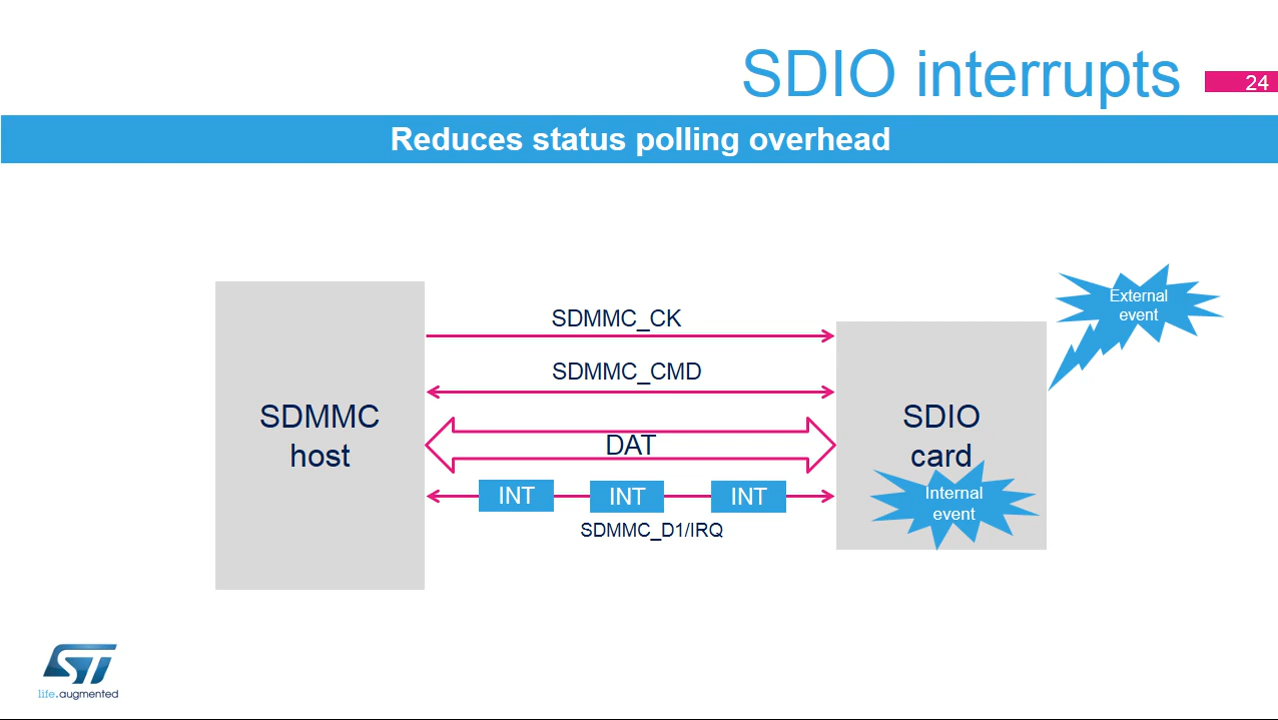 SDIO interrupts
24
Reduces status polling overhead
External
event
SDMMC_CK
SDMMC_CMD
SDMMC
host
DAT
SDIO
card
INT
INT
INT
SDMMC_D1/IRQ
Internal
event
ST
life.augmented